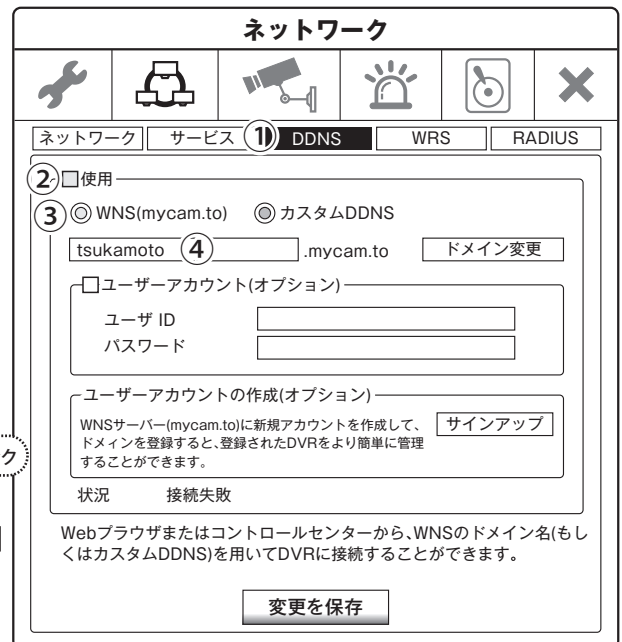 ネットワーク
ネットワーク サービス ① DDNS WRS RADIUS
② 使用
③ WNS(mycam.to) カスタムDDNS
tsukamoto ④ .mycam.to ドメイン変更
ユーザーアカウント(オプション)
ユーザ ID
パスワード
ユーザーアカウントの作成(オプション)
WNSサーバー(mycam.to)に新規アカウントを作成して、 サインアップ
ドメィンを登録すると、登録されたDVRをより簡単に管理
することができます。
ク
状況 接続失敗
Webブラウザまたはコントロールセンターから、WNSのドメイン名(もし
くはカスタムDDNS)を用いてDVRに接続することができます。
変更を保存